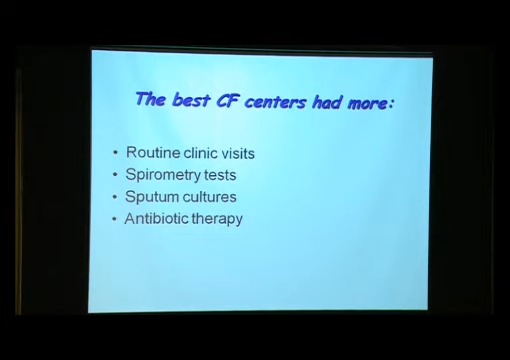 The best CF centers had more:
• Routine clinic visits
• Spirometry tests
• Sputum cultures
• Antibiotic therapy